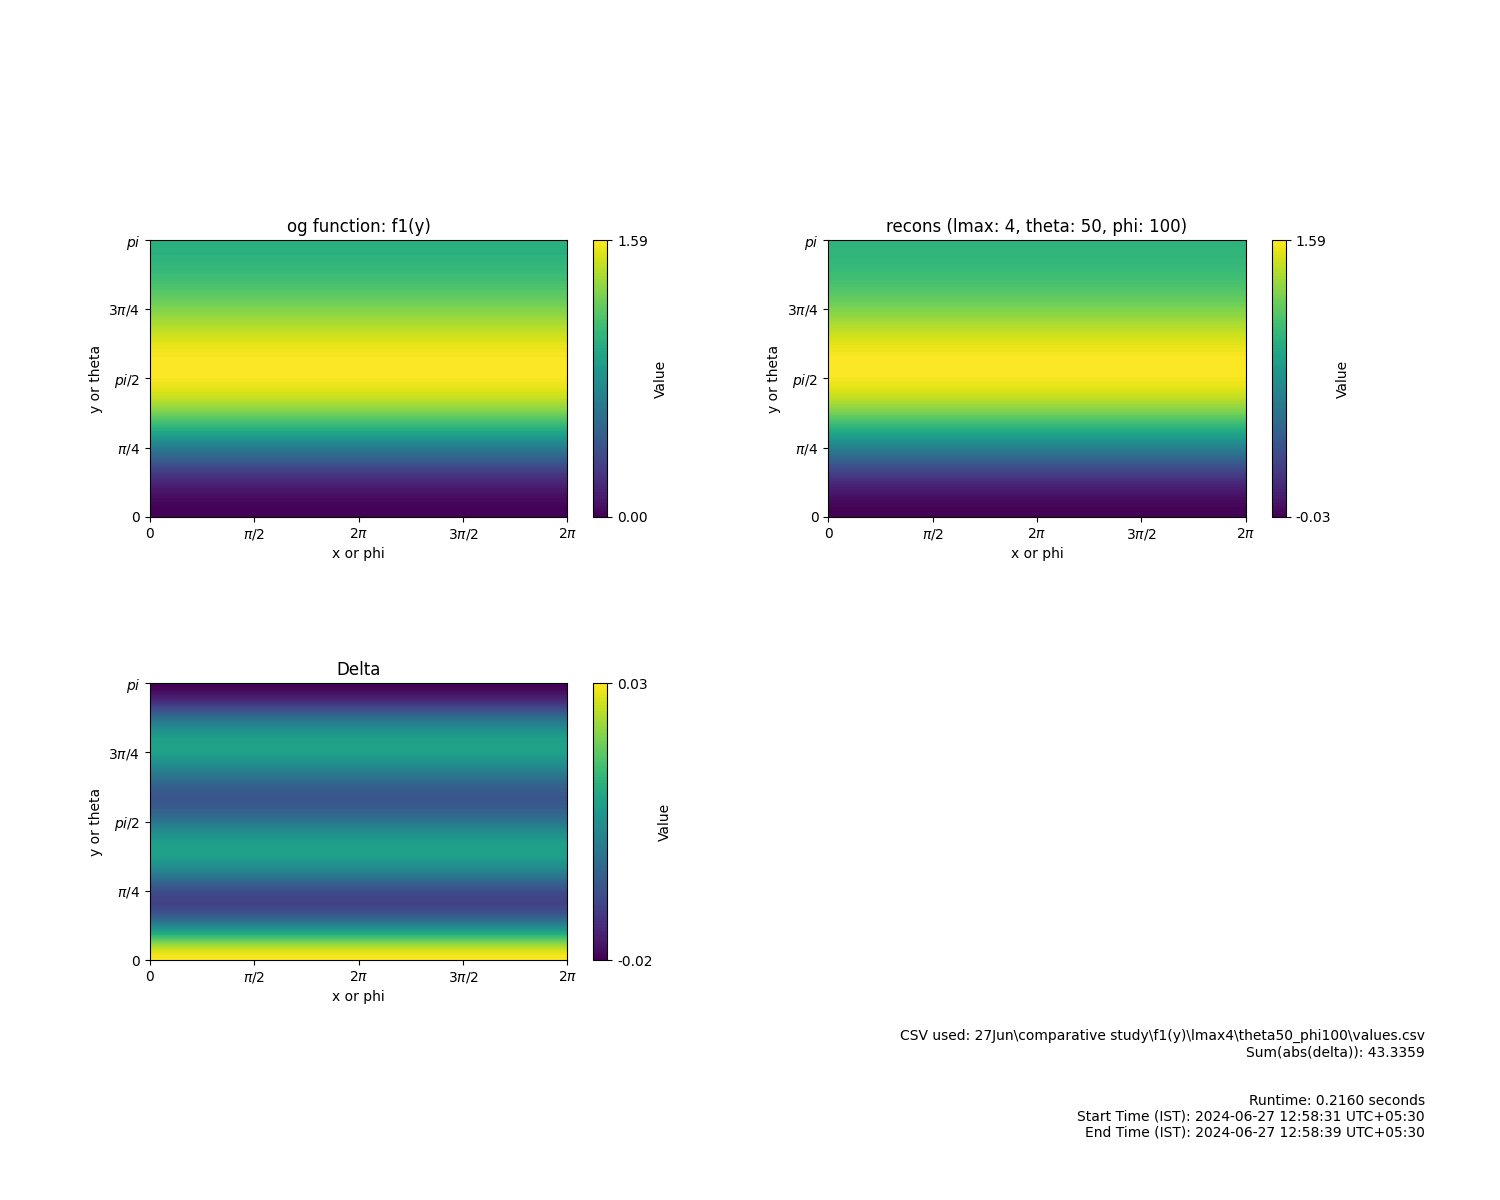 og function: f1(y)
pi
3π/4
pi/2
π/4
0
y or theta
0
π/2
2π
3π/2
2π
x or phi
1.59
0.00
Value
recons (lmax: 4, theta: 50, phi: 100)
pi
3π/4
pi/2
π/4
0
y or theta
0
π/2
2π
3π/2
2π
x or phi
1.59
-0.03
Value
Delta
pi
3π/4
pi/2
π/4
0
y or theta
0
π/2
2π
3π/2
2π
x or phi
0.03
-0.02
Value
CSV used: 27Jun\comparative study\f1(y)\lmax4\theta50_phi100\values.csv
Sum(abs(delta)): 43.3359
Runtime: 0.2160 seconds
Start Time (IST): 2024-06-27 12:58:31 UTC+05:30
End Time (IST): 2024-06-27 12:58:39 UTC+05:30